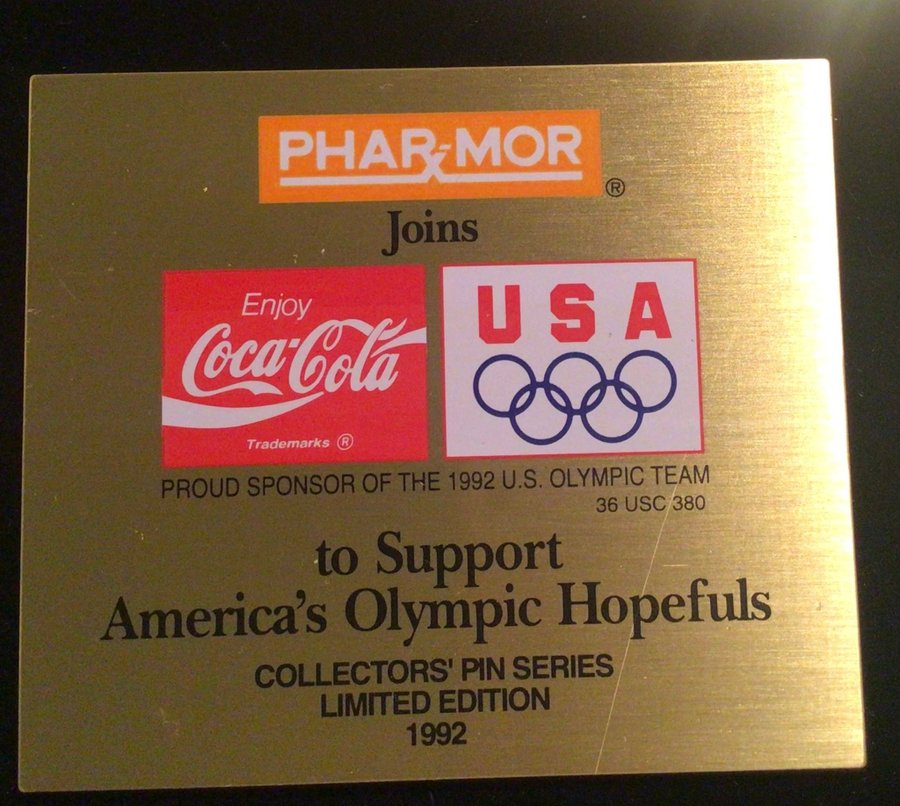 PHAR-MOR ®
Joins
Enjoy
Coca-Cola
Trademarks ®
USA
PROUD SPONSOR OF THE 1992 U.S. OLYMPIC TEAM
36 USC 380
to Support
America's Olympic Hopefuls
COLLECTORS' PIN SERIES
LIMITED EDITION
1992